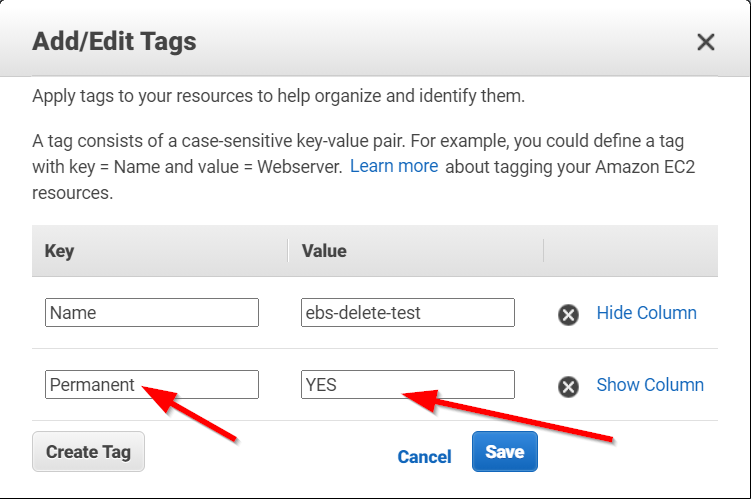 Add/Edit Tags
Apply tags to your resources to help organize and identify them.
A tag consists of a case-sensitive key-value pair. For example, you could define a tag
with key = Name and value = Webserver. Learn more about tagging your Amazon EC2
resources.
Key Value
Name ebs-delete-test Hide Column
Permanent YES Show Column
Create Tag Cancel Save